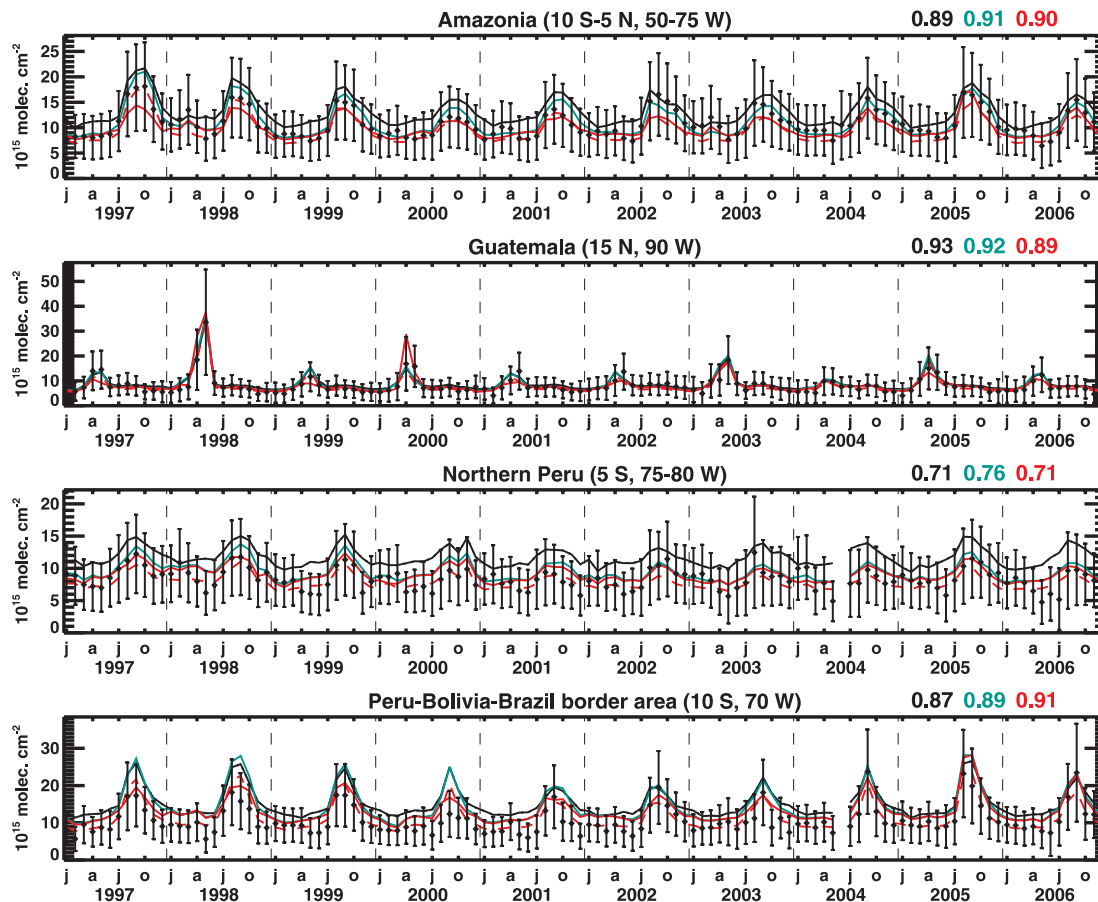 Amazonia (10 S-5 N, 50-75 W) 0.89 0.91 0.90
25
20
15
10
5
0
10¹⁵ molec. cm⁻²
j a j o j a j o j a j o j a j o j a j o j a j o j a j o j a j o j a j o j a j o
1997 1998 1999 2000 2001 2002 2003 2004 2005 2006
Guatemala (15 N, 90 W) 0.93 0.92 0.89
50
40
30
20
10
0
10¹⁵ molec. cm⁻²
j a j o j a j o j a j o j a j o j a j o j a j o j a j o j a j o j a j o j a j o
1997 1998 1999 2000 2001 2002 2003 2004 2005 2006
Northern Peru (5 S, 75-80 W) 0.71 0.76 0.71
20
15
10
5
0
10¹⁵ molec. cm⁻²
j a j o j a j o j a j o j a j o j a j o j a j o j a j o j a j o j a j o j a j o
1997 1998 1999 2000 2001 2002 2003 2004 2005 2006
Peru-Bolivia-Brazil border area (10 S, 70 W) 0.87 0.89 0.91
30
20
10
0
10¹⁵ molec. cm⁻²
j a j o j a j o j a j o j a j o j a j o j a j o j a j o j a j o j a j o j a j o
1997 1998 1999 2000 2001 2002 2003 2004 2005 2006